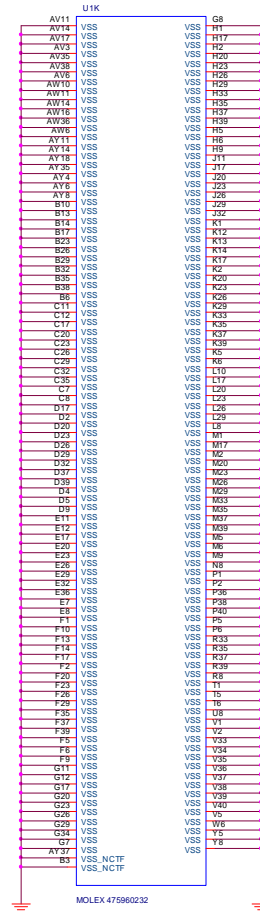 U1K
AV11 VSS VSS G8
AV14 VSS VSS H1
AV17 VSS VSS H17
AV3 VSS VSS H2
AV35 VSS VSS H20
AV38 VSS VSS H23
AV6 VSS VSS H26
AW10 VSS VSS H29
AW11 VSS VSS H33
AW14 VSS VSS H35
AW16 VSS VSS H37
AW36 VSS VSS H39
AW6 VSS VSS H5
AY11 VSS VSS H6
AY14 VSS VSS H9
AY18 VSS VSS J11
AY35 VSS VSS J17
AY4 VSS VSS J20
AY6 VSS VSS J23
AY8 VSS VSS J26
B10 VSS VSS J29
B13 VSS VSS J32
B14 VSS VSS K1
B17 VSS VSS K12
B23 VSS VSS K13
B26 VSS VSS K14
B29 VSS VSS K17
B32 VSS VSS K2
B35 VSS VSS K20
B38 VSS VSS K23
B6 VSS VSS K26
C11 VSS VSS K29
C12 VSS VSS K33
C17 VSS VSS K35
C20 VSS VSS K37
C23 VSS VSS K39
C26 VSS VSS K5
C29 VSS VSS K6
C32 VSS VSS L10
C35 VSS VSS L17
C7 VSS VSS L20
C8 VSS VSS L23
D17 VSS VSS L26
D2 VSS VSS L29
D20 VSS VSS L8
D23 VSS VSS M1
D26 VSS VSS M17
D29 VSS VSS M2
D32 VSS VSS M20
D37 VSS VSS M23
D39 VSS VSS M26
D4 VSS VSS M29
D5 VSS VSS M33
D9 VSS VSS M35
E11 VSS VSS M37
E12 VSS VSS M39
E17 VSS VSS M5
E20 VSS VSS M6
E23 VSS VSS M9
E26 VSS VSS N8
E29 VSS VSS P1
E32 VSS VSS P2
E36 VSS VSS P36
E7 VSS VSS P38
E8 VSS VSS P40
F1 VSS VSS P5
F10 VSS VSS P6
F13 VSS VSS R33
F14 VSS VSS R35
F17 VSS VSS R37
F2 VSS VSS R39
F20 VSS VSS R8
F23 VSS VSS T1
F26 VSS VSS T5
F29 VSS VSS T6
F35 VSS VSS U8
F37 VSS VSS V1
F39 VSS VSS V2
F5 VSS VSS V33
F6 VSS VSS V34
F9 VSS VSS V35
G11 VSS VSS V36
G12 VSS VSS V37
G17 VSS VSS V38
G20 VSS VSS V39
G23 VSS VSS V40
G26 VSS VSS V5
G29 VSS VSS W6
G34 VSS VSS Y5
G7 VSS VSS Y8
AY37 VSS_NCTF
B3 VSS_NCTF
MOLEX 475960232